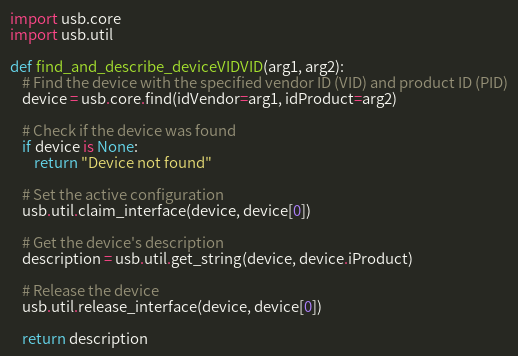 import usb.core
import usb.util
def find_and_describe_deviceVIDVID(arg1, arg2):
# Find the device with the specified vendor ID (VID) and product ID (PID)
device = usb.core.find(idVendor=arg1, idProduct=arg2)
# Check if the device was found
if device is None:
return "Device not found"
# Set the active configuration
usb.util.claim_interface(device, device[0])
# Get the device's description
description = usb.util.get_string(device, device.iProduct)
# Release the device
usb.util.release_interface(device, device[0])
return description